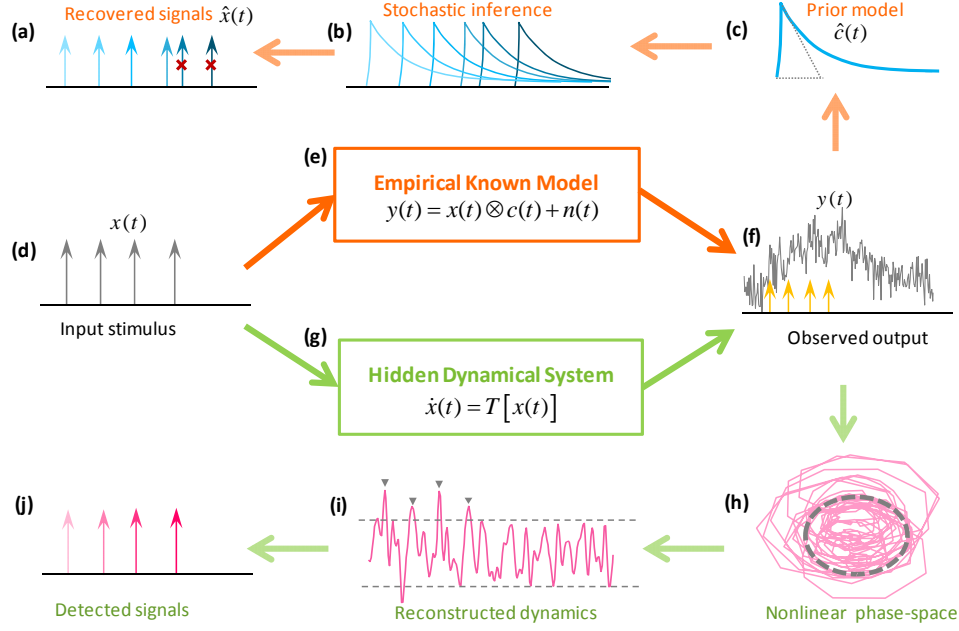 Recovered signals x̂(t)
Stochastic inference
Prior model
ĉ(t)
(a)
(b)
(c)
(e)
Empirical Known Model
y(t) = x(t) ⊗ c(t) + n(t)
x(t)
y(t)
(d)
(f)
Input stimulus
Observed output
(g)
Hidden Dynamical System
ẋ(t) = T[x(t)]
(j)
(i)
(h)
Detected signals
Reconstructed dynamics
Nonlinear phase-space